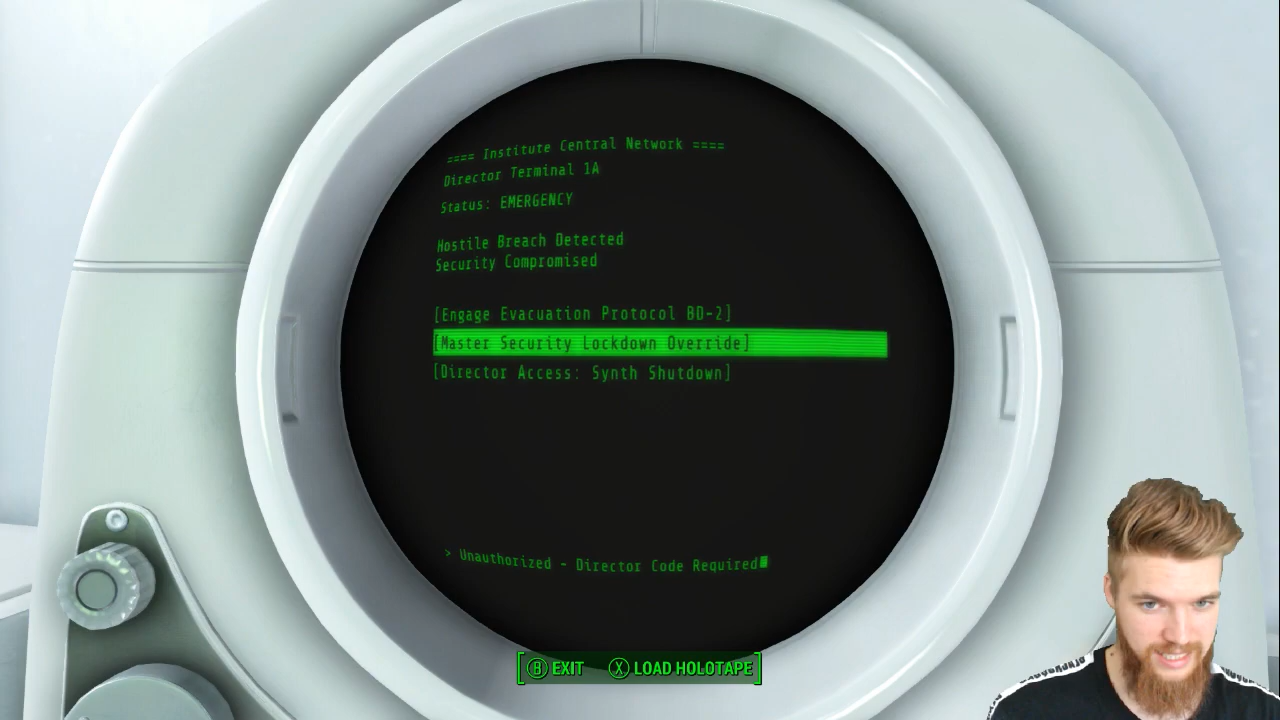 ==== Institute Central Network ====
Director Terminal 1A
Status: EMERGENCY
Hostile Breach Detected
Security Compromised
[Engage Evacuation Protocol BD-2]
[Master Security Lockdown Override]
[Director Access: Synth Shutdown]
> Unauthorized - Director Code Required
[B EXIT X LOAD HOLOTAPE]